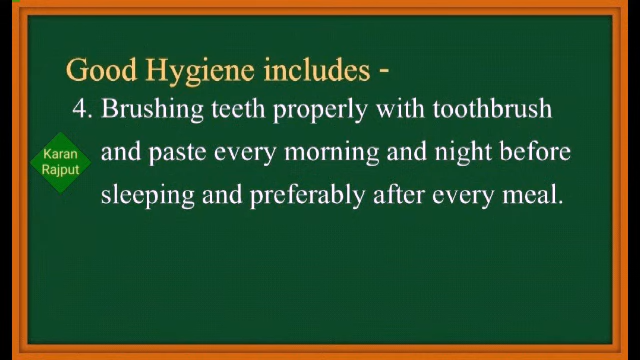 Good Hygiene includes -
4. Brushing teeth properly with toothbrush
and paste every morning and night before
sleeping and preferably after every meal.
Karan
Rajput